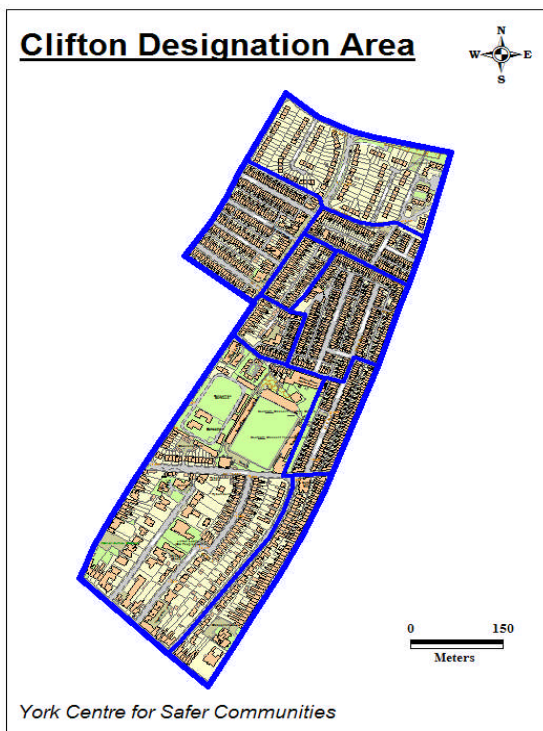 Clifton Designation Area
N
W E
S
0 150
Meters
York Centre for Safer Communities